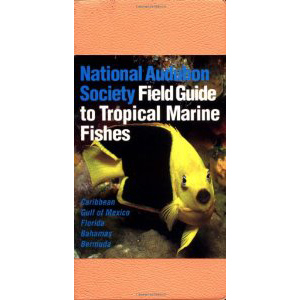 National Audubon
Society Field Guide
to Tropical Marine
Fishes
Caribbean
Gulf of Mexico
Florida
Bahamas
Bermuda